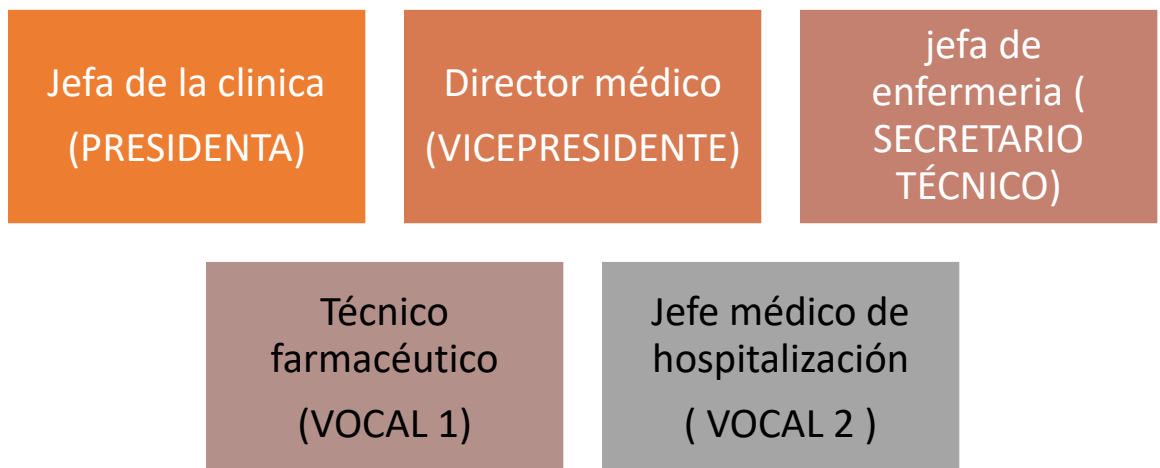 Jefa de la clinica
(PRESIDENTA)
Director médico
(VICEPRESIDENTE)
jefa de
enfermeria (
SECRETARIO
TÉCNICO)
Técnico
farmacéutico
(VOCAL 1)
Jefe médico de
hospitalización
( VOCAL 2 )